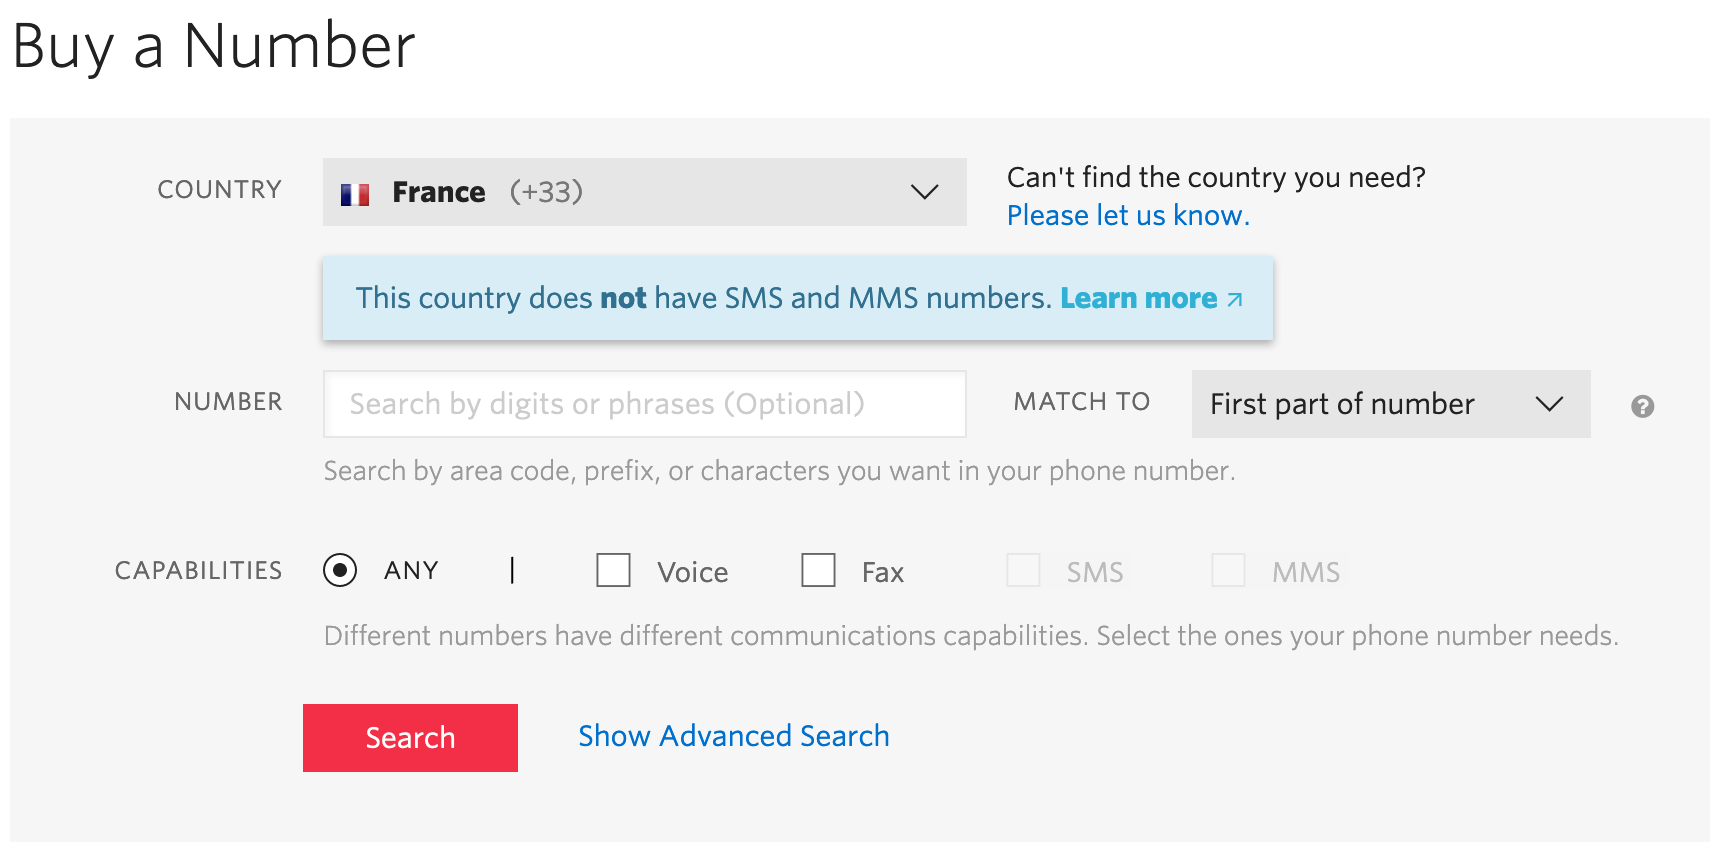 Buy a Number
COUNTRY
France (+33)
Can't find the country you need?
Please let us know.
This country does not have SMS and MMS numbers. Learn more
NUMBER
Search by digits or phrases (Optional)
MATCH TO
First part of number
?
Search by area code, prefix, or characters you want in your phone number.
CAPABILITIES
ANY | Voice Fax SMS MMS
Different numbers have different communications capabilities. Select the ones your phone number needs.
Search
Show Advanced Search